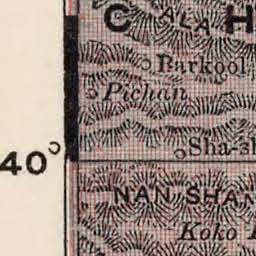 C ALA H
Barkool
Pichan
40°
Sha-sh
NAN SHAN
Koko